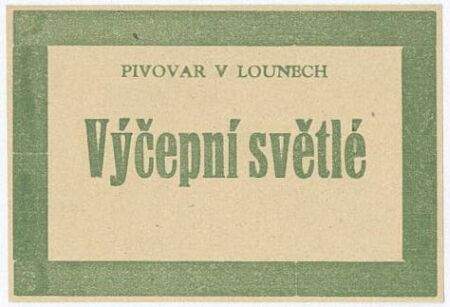 PIVOVAR V LOUNECH
Výčepní světlé